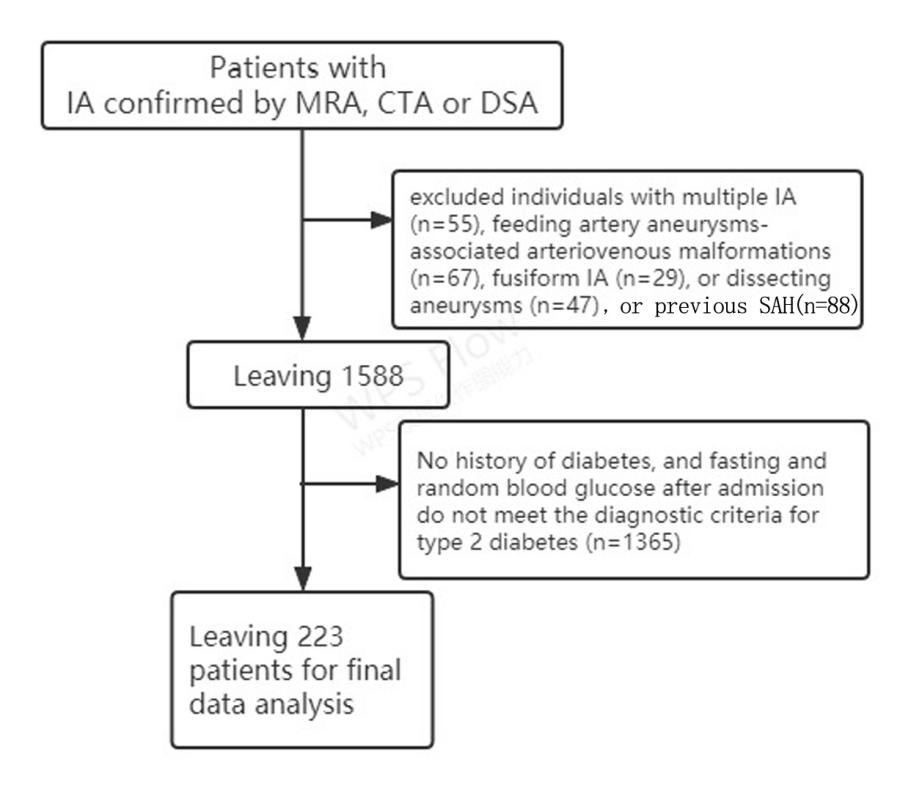 Patients with
IA confirmed by MRA, CTA or DSA
excluded individuals with multiple IA
(n=55), feeding artery aneurysms-
associated arteriovenous malformations
(n=67), fusiform IA (n=29), or dissecting
aneurysms (n=47), or previous SAH(n=88)
Leaving 1588
WPS Flow
No history of diabetes, and fasting and
random blood glucose after admission
do not meet the diagnostic criteria for
type 2 diabetes (n=1365)
Leaving 223
patients for final
data analysis